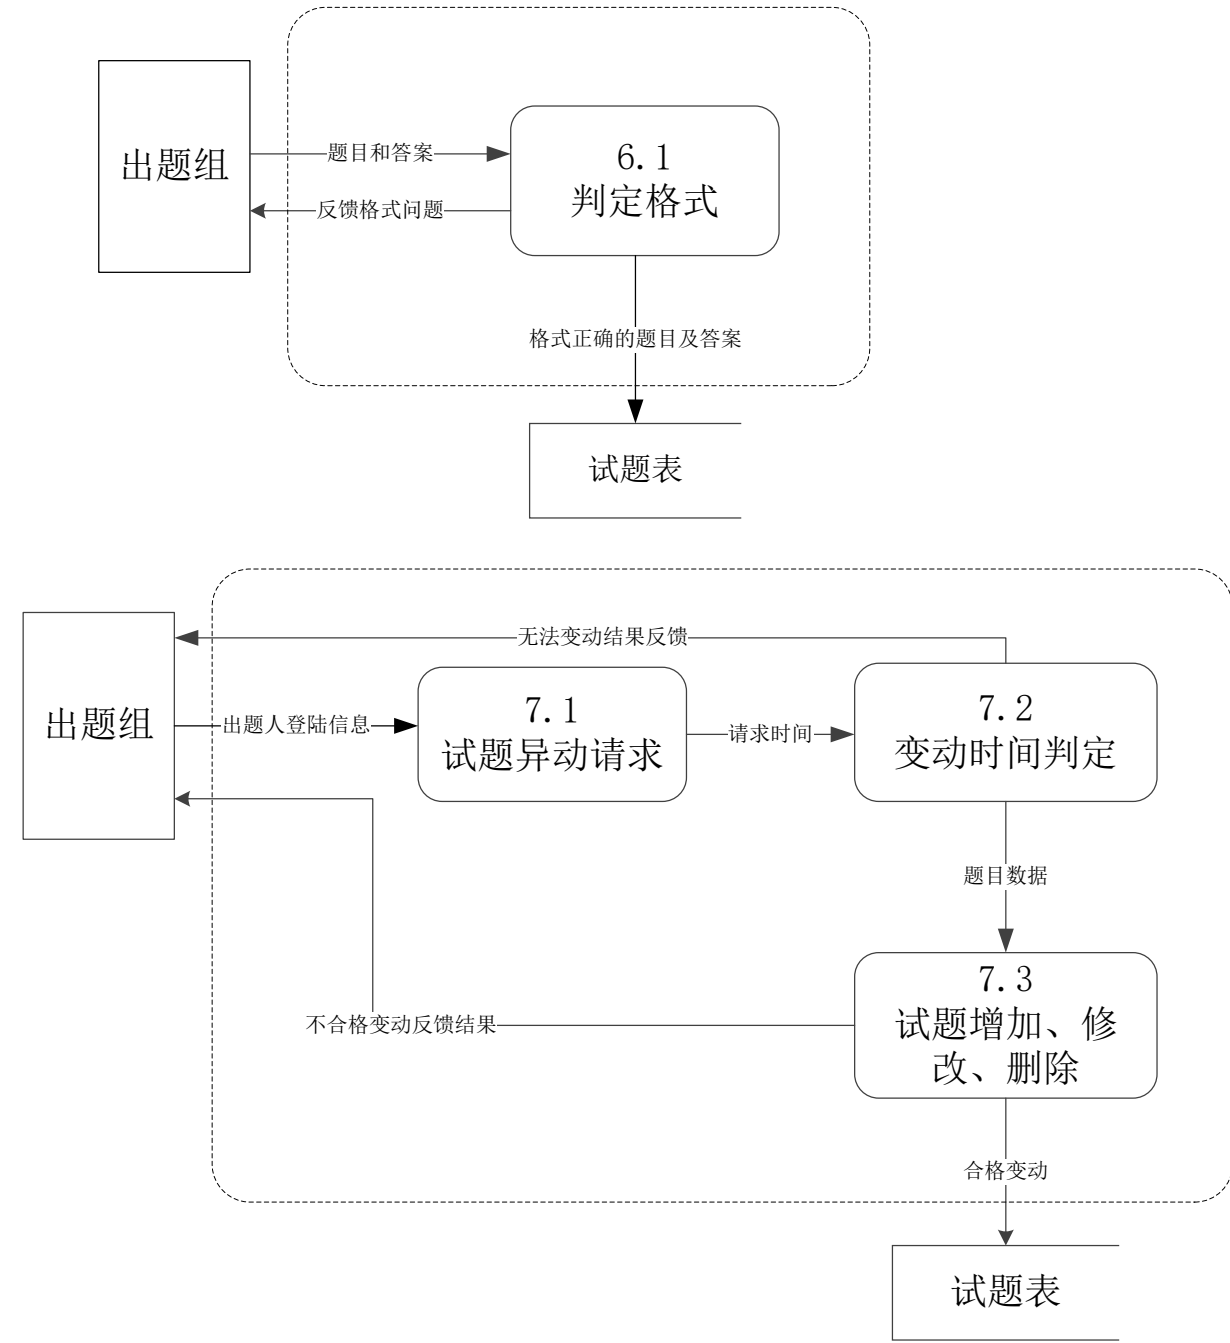 出题组
题目和答案
6.1
判定格式
反馈格式问题
格式正确的题目及答案
试题表
无法变动结果反馈
出题组
出题人登陆信息
7.1
试题异动请求
请求时间
7.2
变动时间判定
题目数据
7.3
试题增加、修
改、删除
不合格变动反馈结果
合格变动
试题表